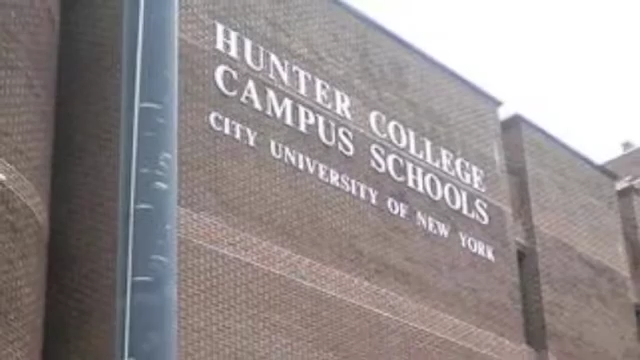 HUNTER COLLEGE
CAMPUS SCHOOLS
CITY UNIVERSITY OF NEW YORK